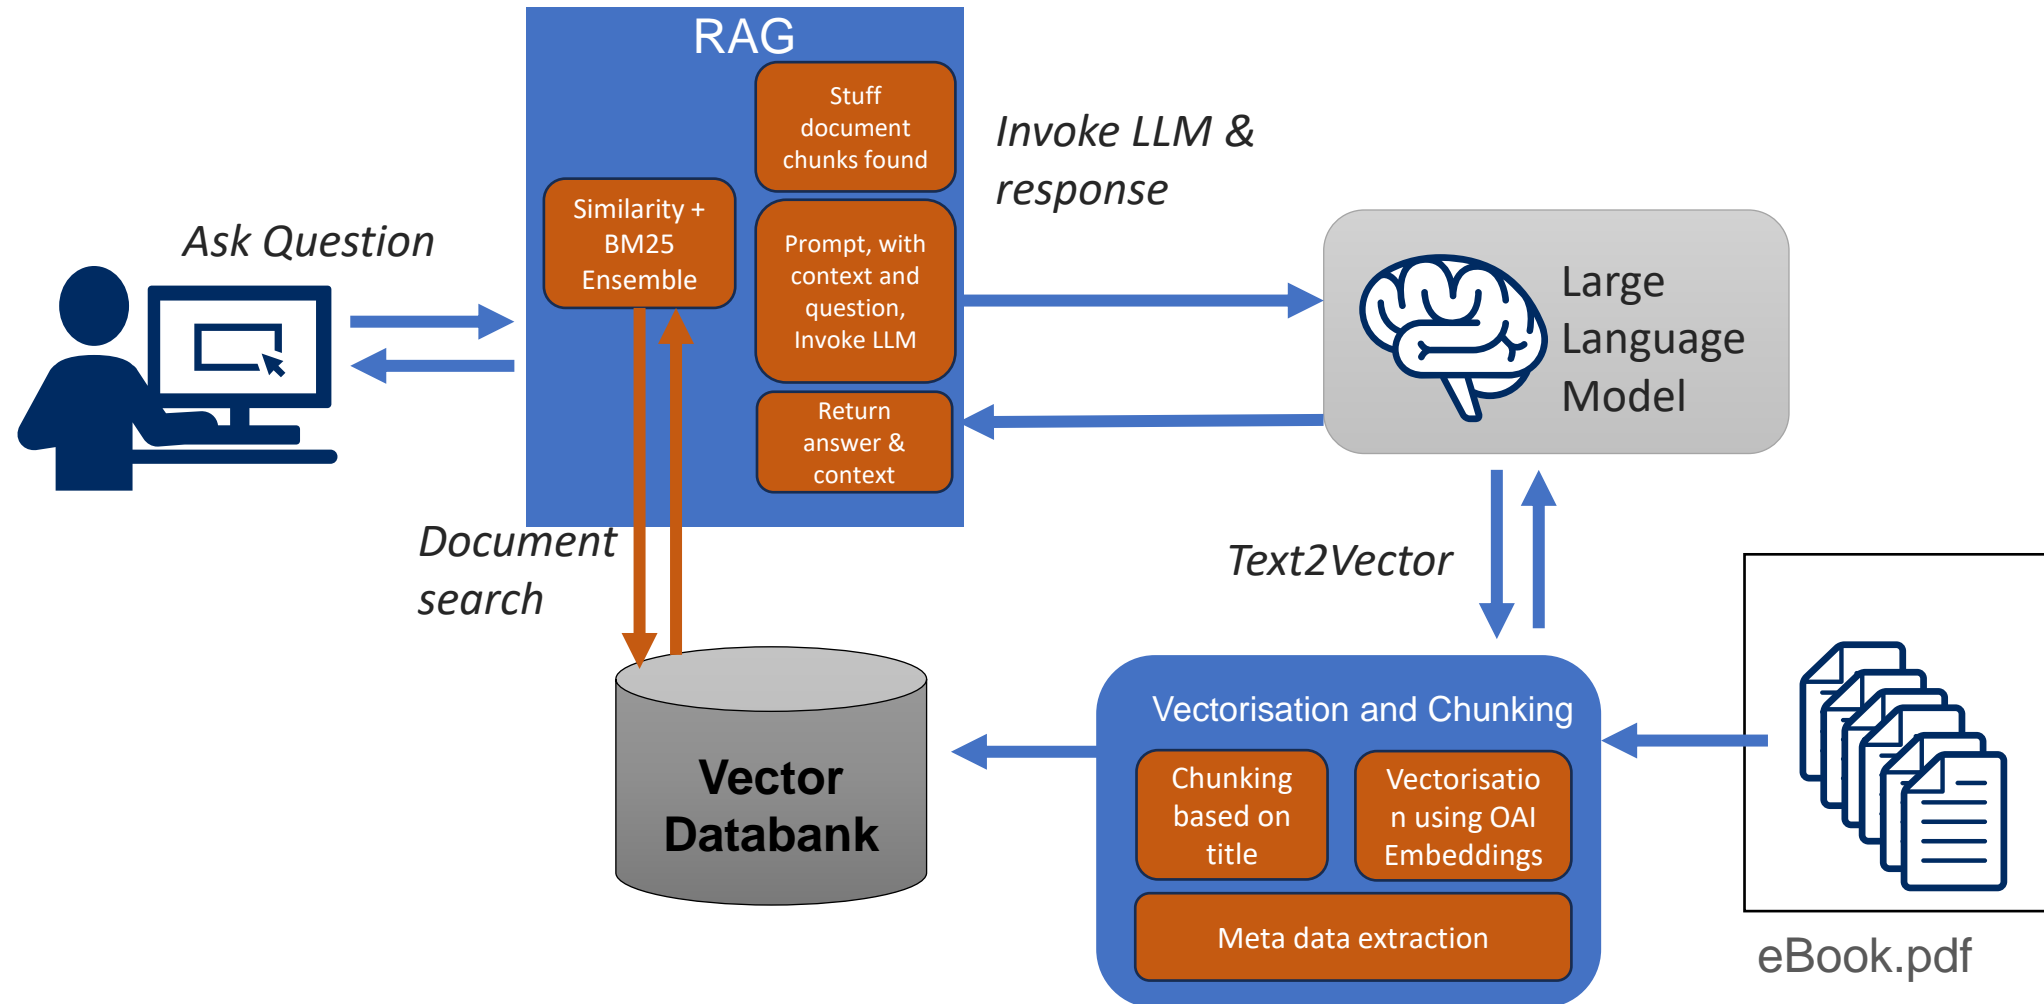 RAG
Stuff
document
chunks found
Similarity +
BM25
Ensemble
Prompt, with
context and
question,
Invoke LLM
Return
answer &
context
Ask Question
Invoke LLM &
response
Large
Language
Model
Document
search
Text2Vector
Vector
Databank
Vectorisation and Chunking
Chunking
based on
title
Vectorisatio
n using OAI
Embeddings
Meta data extraction
eBook.pdf